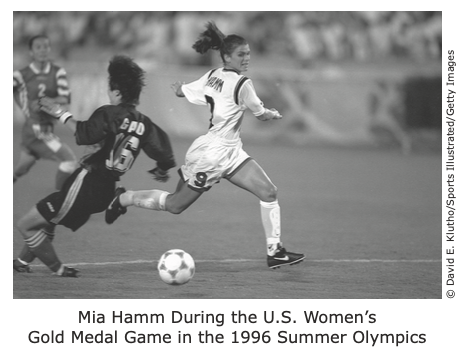 16
9
© David E. Klutho/Sports Illustrated/Getty Images
Mia Hamm During the U.S. Women’s
Gold Medal Game in the 1996 Summer Olympics